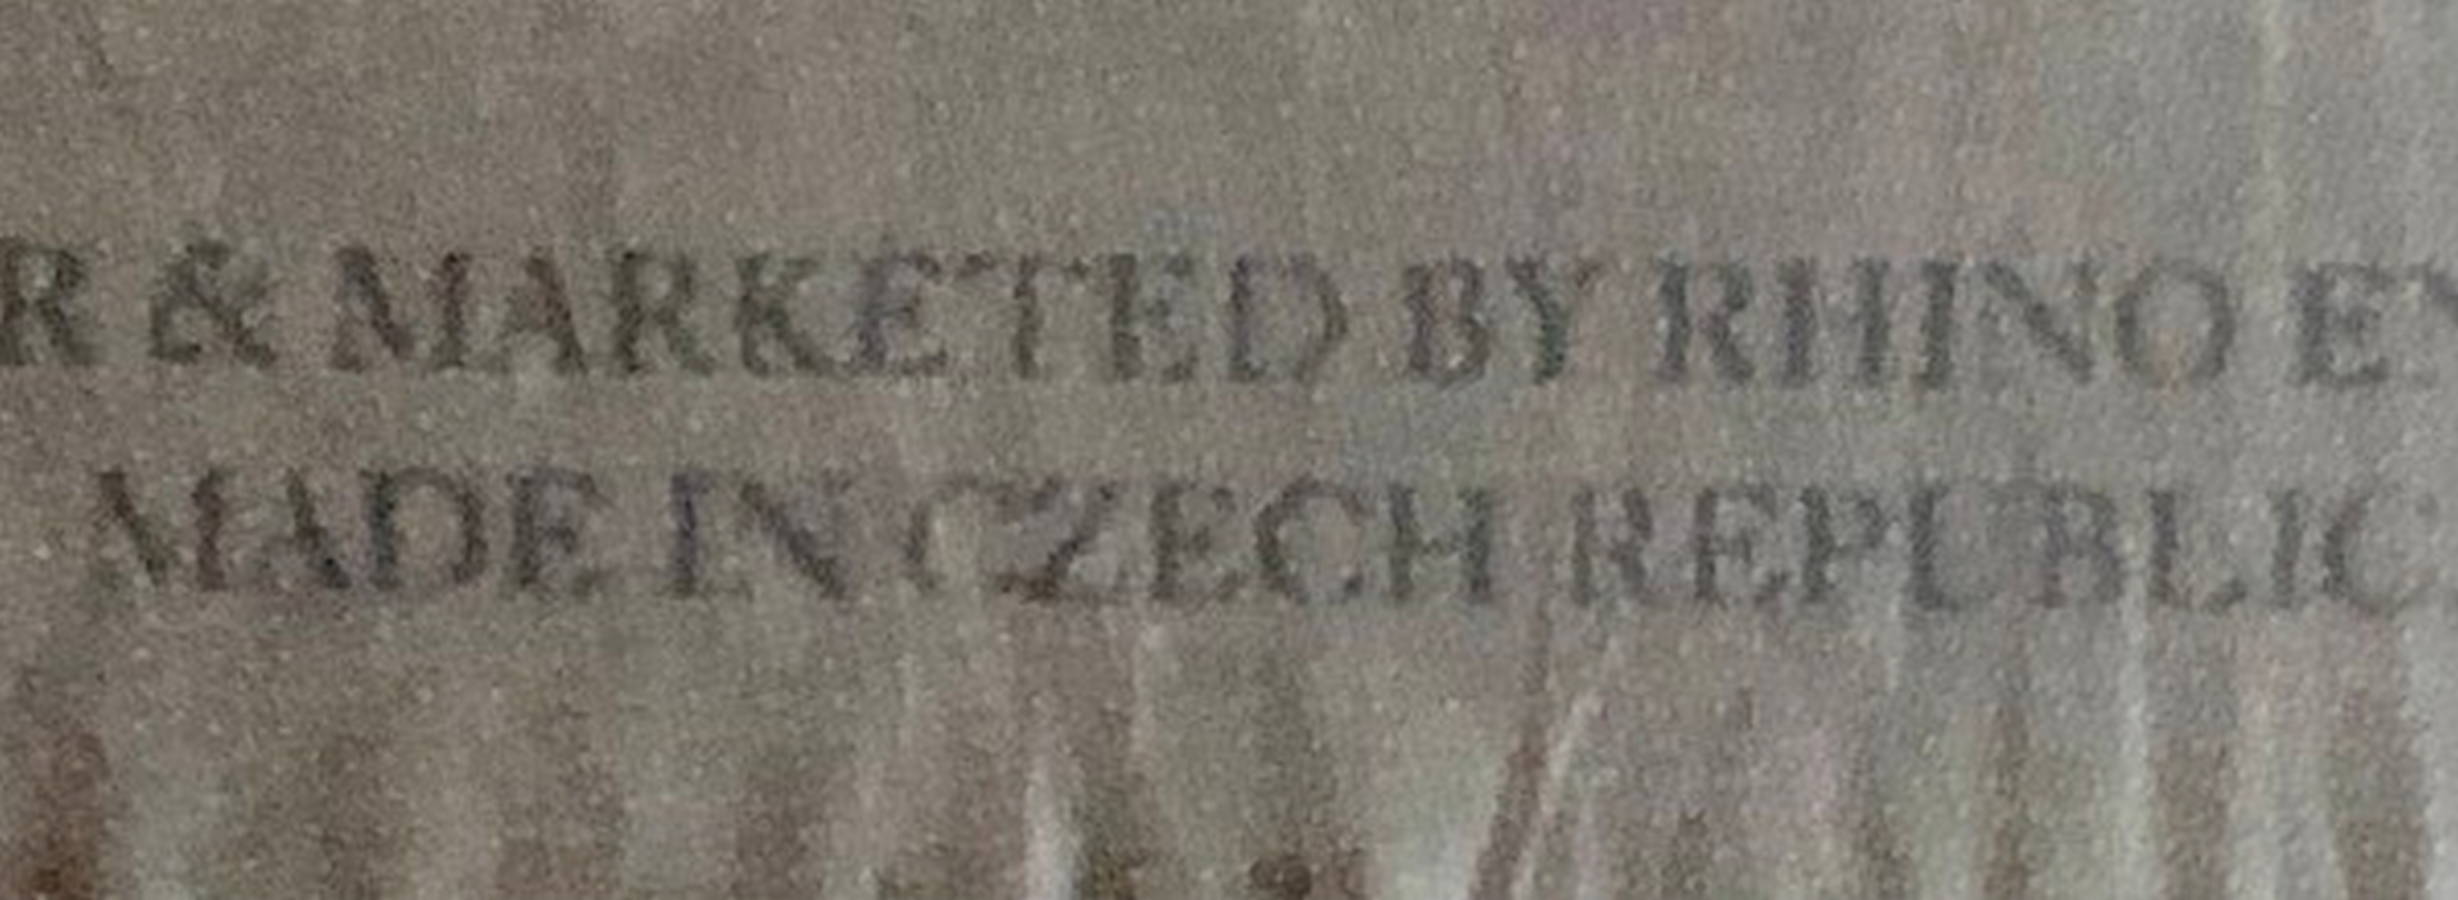 R & MARKETED BY RHINO EN
MADE IN CZECH REPUBLIC